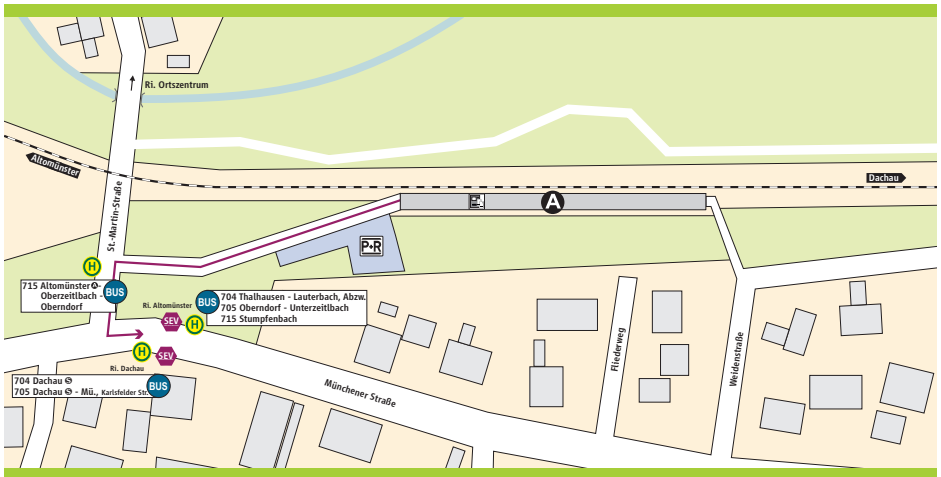 Ri. Ortszentrum
Altomünster
Dachau
St.-Martin-Straße
A
P+R
H
715 Altomünster A -
Oberzeitlbach -
Oberndorf
BUS
Ri. Altomünster
SEV
H
BUS
704 Thalhausen - Lauterbach, Abzw.
705 Oberndorf - Unterzeitlbach
715 Stumpfenbach
H
SEV
Ri. Dachau
704 Dachau S
705 Dachau S - Mü., Karlsfelder Str.
BUS
Münchener Straße
Fliederweg
Weidenstraße